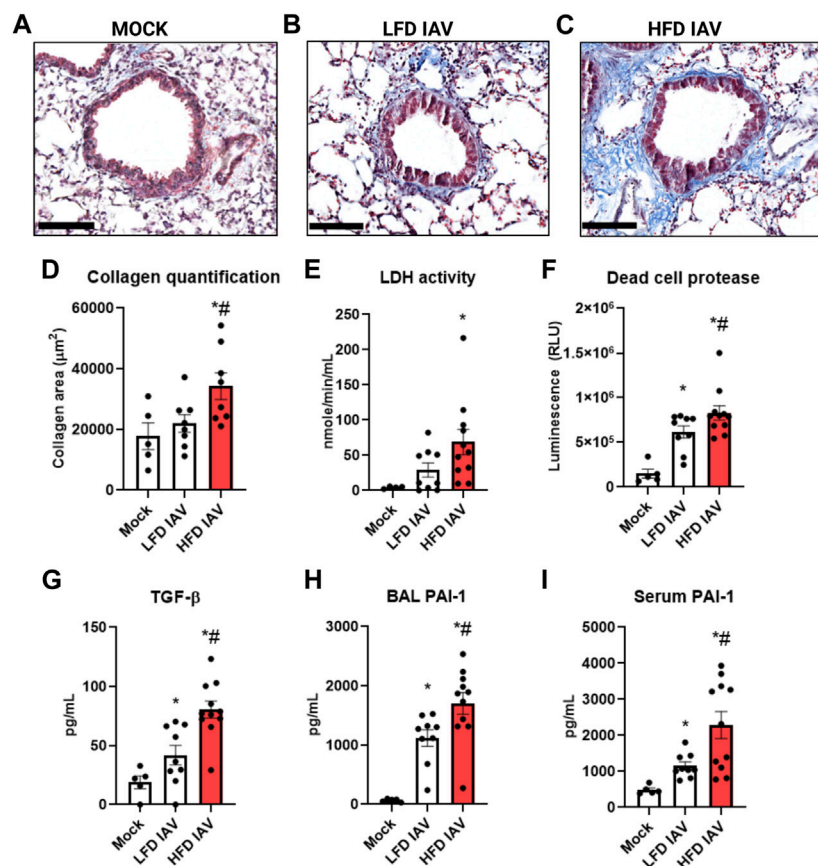 A MOCK B LFD IAV C HFD IAV
D Collagen quantification
Collagen area (μm²)
60000
40000
20000
0
*#
Mock LFD IAV HFD IAV
E LDH activity
nmole/min/mL
250
200
150
100
50
0
*
Mock LFD IAV HFD IAV
F Dead cell protease
Luminescence (RLU)
2×10⁶
1.5×10⁶
1×10⁶
5×10⁵
0
* *#
Mock LFD IAV HFD IAV
G TGF-β
pg/mL
150
100
50
0
* *#
Mock LFD IAV HFD IAV
H BAL PAI-1
pg/mL
3000
2000
1000
0
* *#
Mock LFD IAV HFD IAV
I Serum PAI-1
pg/mL
5000
4000
3000
2000
1000
0
* *#
Mock LFD IAV HFD IAV